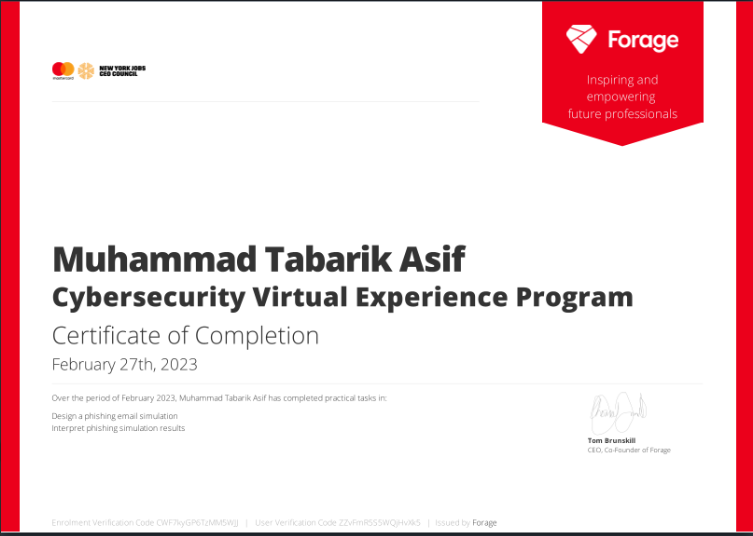 mastercard
NEW YORK JOBS
CEO COUNCIL
Forage
Inspiring and
empowering
future professionals
Muhammad Tabarik Asif
Cybersecurity Virtual Experience Program
Certificate of Completion
February 27th, 2023
Over the period of February 2023, Muhammad Tabarik Asif has completed practical tasks in:
Design a phishing email simulation
Interpret phishing simulation results
Tom Brunskill
CEO, Co-Founder of Forage
Enrolment Verification Code | User Verification Code | Issued by Forage